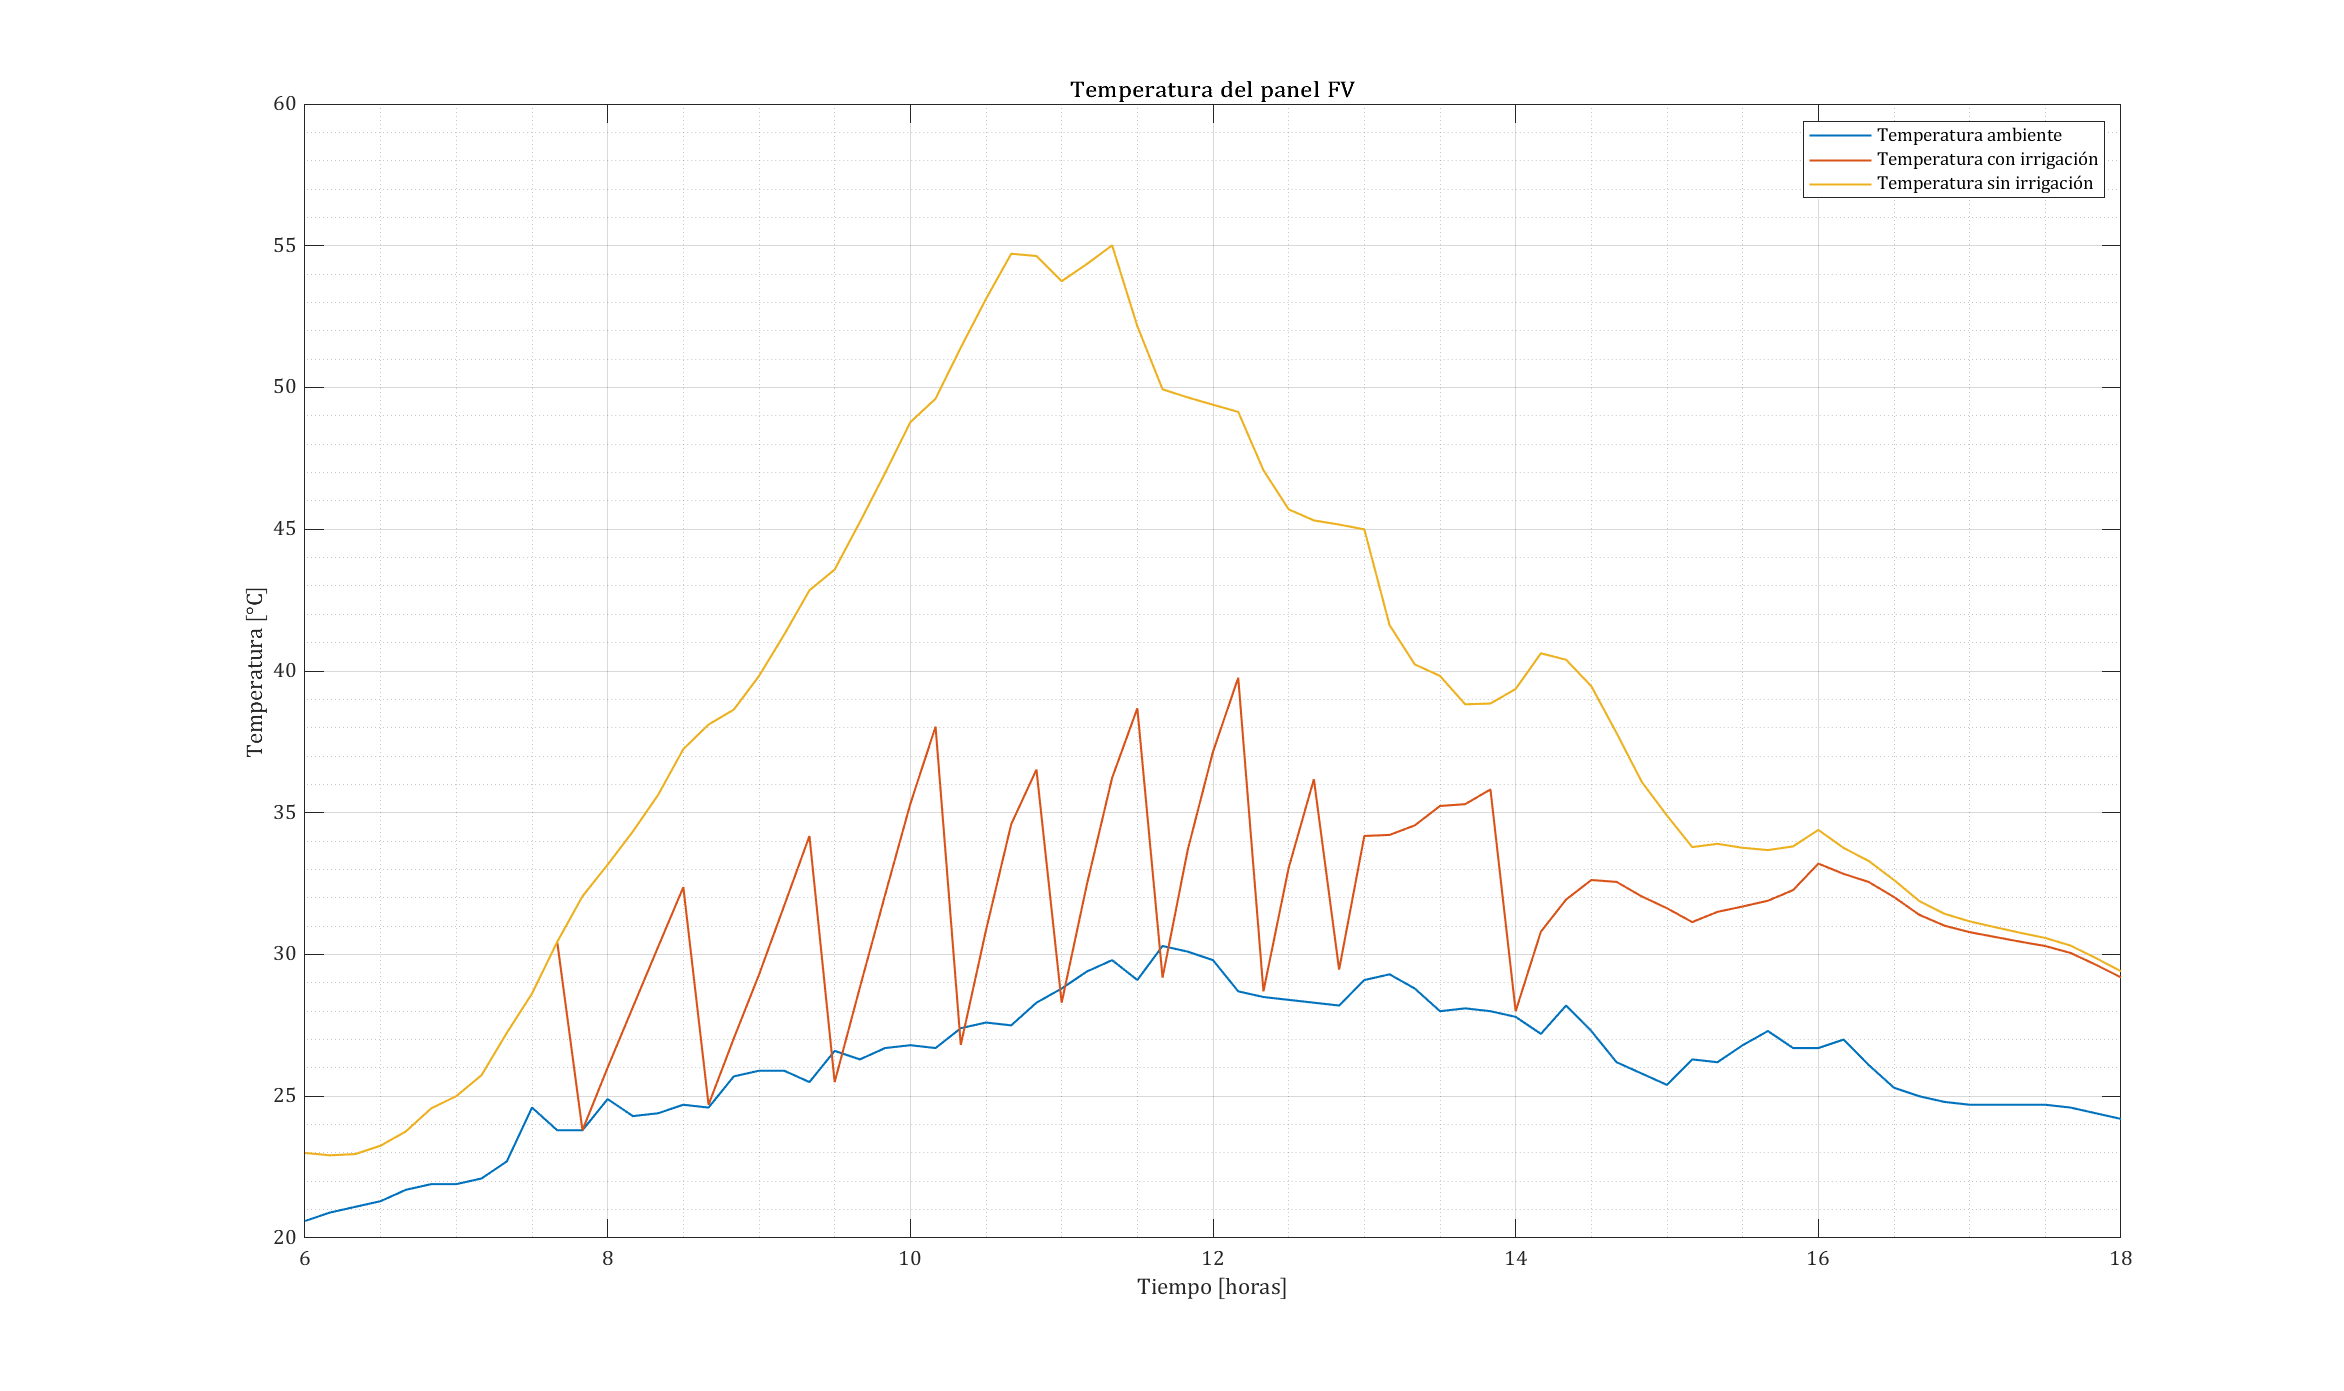 Temperatura del panel FV
60
55
50
45
40
35
30
25
20
Temperatura [°C]
Temperatura ambiente
Temperatura con irrigación
Temperatura sin irrigación
6 8 10 12 14 16 18
Tiempo [horas]